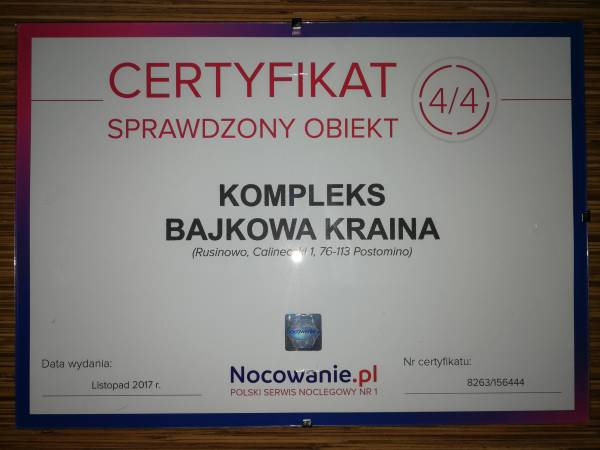 CERTYFIKAT
4/4
SPRAWDZONY OBIEKT
KOMPLEKS
BAJKOWA KRAINA
(Rusinowo, 1, 76-113 Postomino)
Data wydania:
Listopad 2017 r.
Nocowanie.pl
POLSKI SERWIS NOCLEGOWY NR 1
Nr certyfikatu:
8263/156444